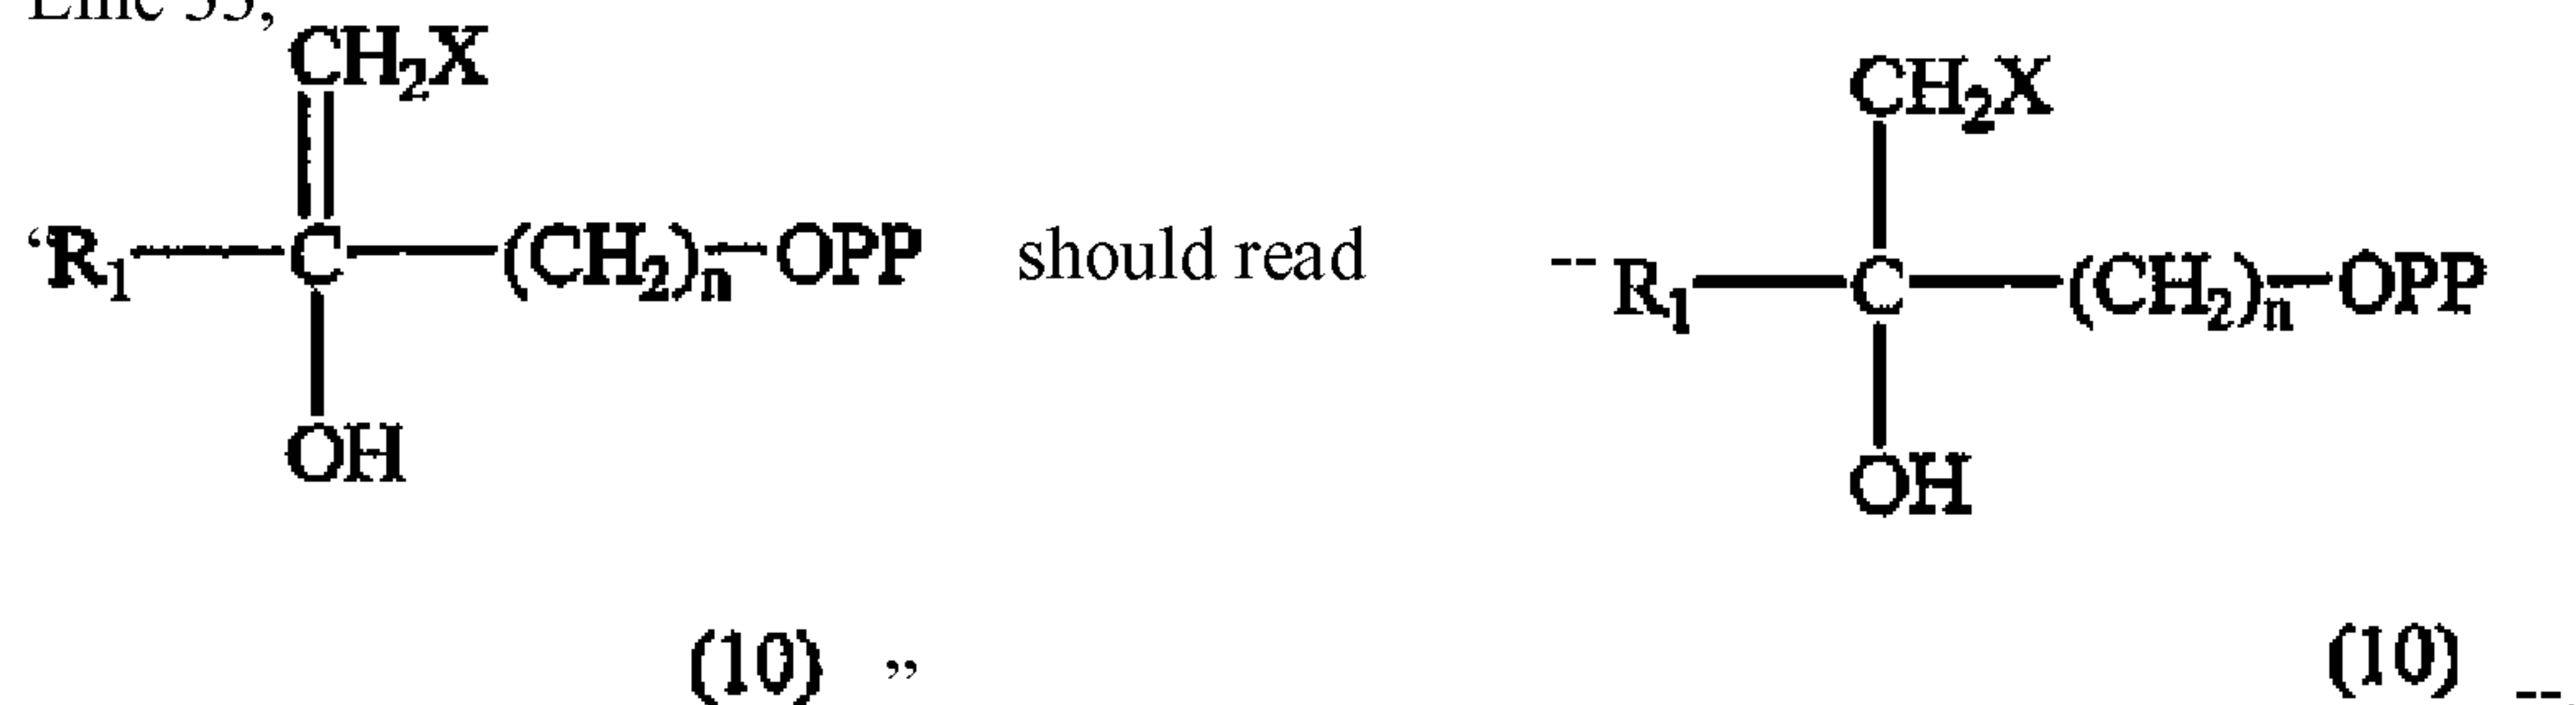 Line 55,
CH₂X CH₂X
“R₁—C—(CH₂)ₙ—OPP should read --R₁—C—(CH₂)ₙ—OPP
OH OH
(10) ” (10) --